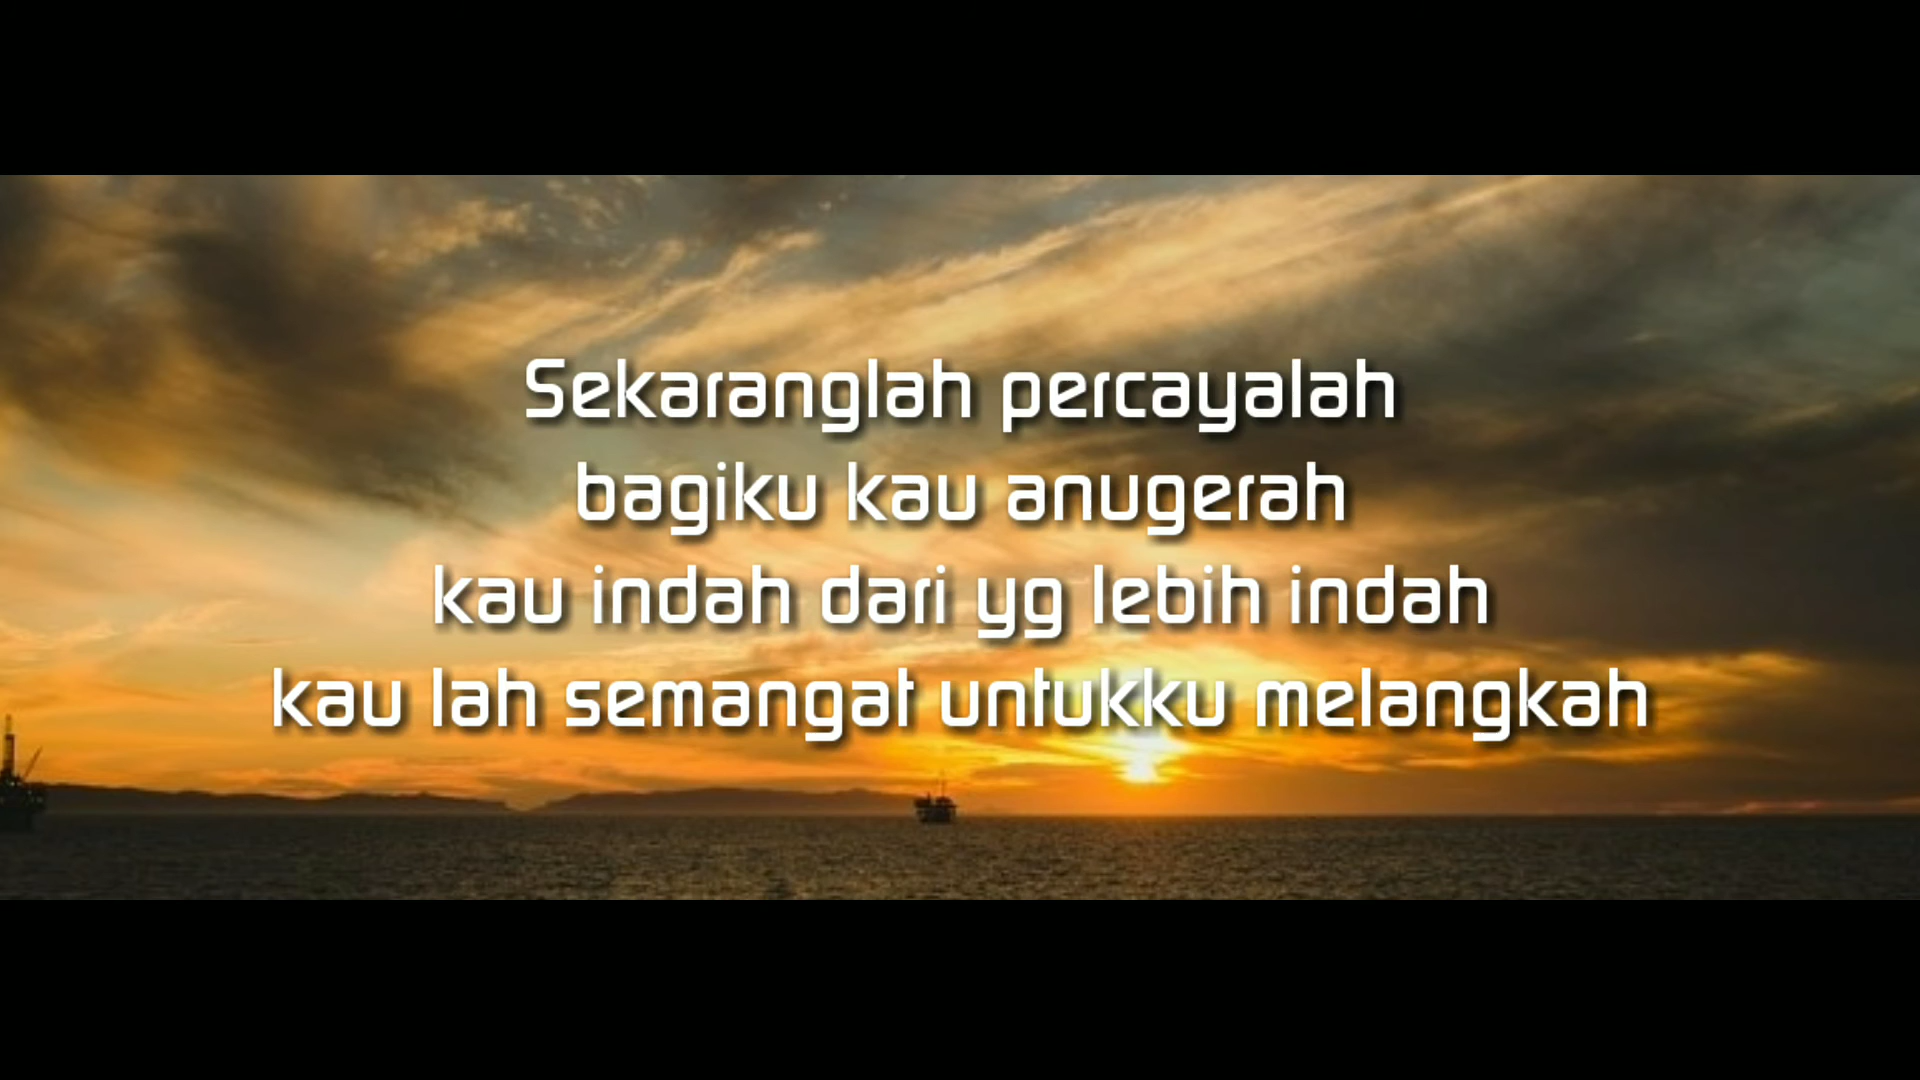 Sekaranglah percayalah
bagiku kau anugerah
kau indah dari yg lebih indah
kau lah semangat untukku melangkah